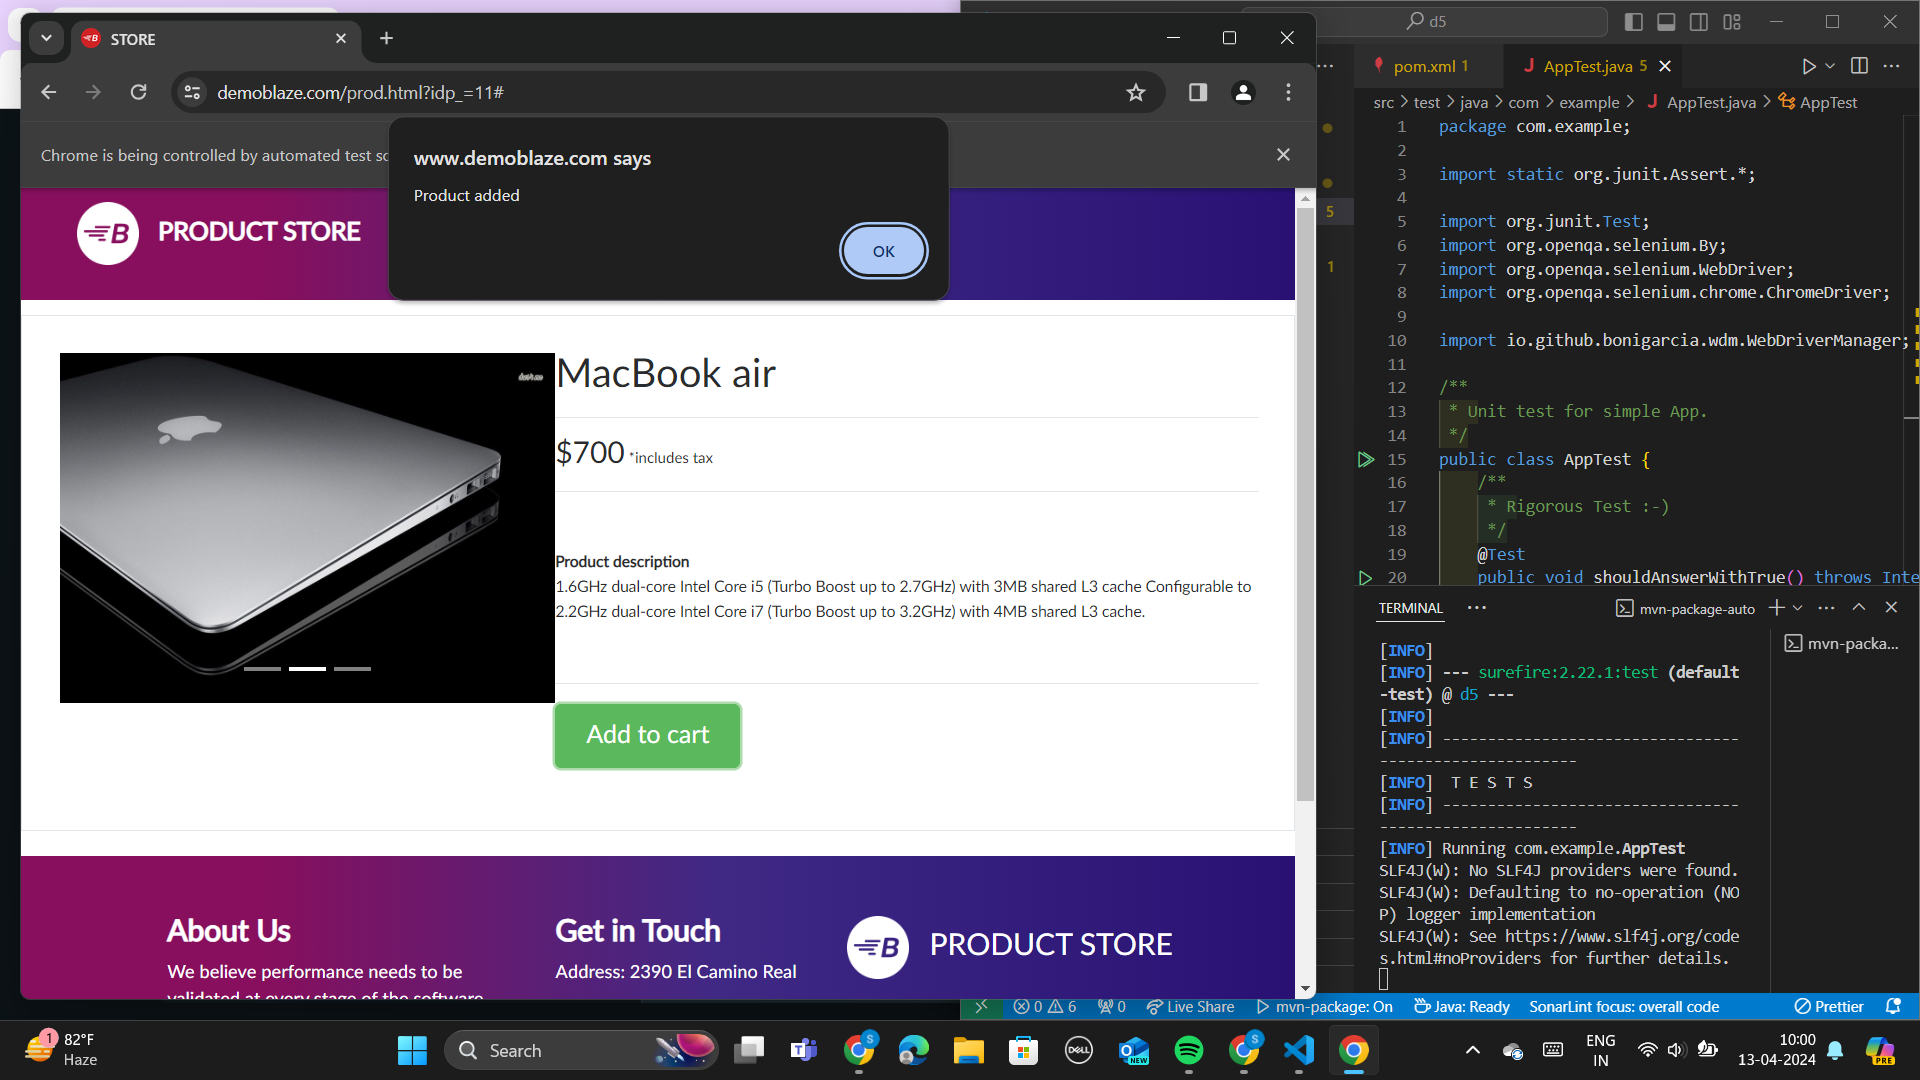 STORE
demoblaze.com/prod.html?idp_=11#
Chrome is being controlled by automated test so
www.demoblaze.com says
Product added
OK
PRODUCT STORE
MacBook air
$700 *includes tax
Product description
1.6GHz dual-core Intel Core i5 (Turbo Boost up to 2.7GHz) with 3MB shared L3 cache Configurable to
2.2GHz dual-core Intel Core i7 (Turbo Boost up to 3.2GHz) with 4MB shared L3 cache.
Add to cart
About Us
We believe performance needs to be
validated at every stage of the software
Get in Touch
Address: 2390 El Camino Real
PRODUCT STORE
d5
pom.xml 1
AppTest.java 5
src > test > java > com > example > AppTest.java > AppTest
5
1
1 package com.example;
2
3 import static org.junit.Assert.*;
4
5 import org.junit.Test;
6 import org.openqa.selenium.By;
7 import org.openqa.selenium.WebDriver;
8 import org.openqa.selenium.chrome.ChromeDriver;
9
10 import io.github.bonigarcia.wdm.WebDriverManager;
11
12 /**
13 * Unit test for simple App.
14 */
15 public class AppTest {
16 /**
17 * Rigorous Test :-)
18 */
19 @Test
20 public void shouldAnswerWithTrue() throws Inte
TERMINAL
mvn-package-auto
mvn-packa...
[INFO]
[INFO] --- surefire:2.22.1:test (default
-test) @ d5 ---
[INFO]
[INFO] ---------------------------------
----------------------
[INFO] T E S T S
[INFO] ---------------------------------
----------------------
[INFO] Running com.example.AppTest
SLF4J(W): No SLF4J providers were found.
SLF4J(W): Defaulting to no-operation (NO
P) logger implementation
SLF4J(W): See https://www.slf4j.org/code
s.html#noProviders for further details.
0 6 0 Live Share mvn-package: On Java: Ready SonarLint focus: overall code Prettier
1
82°F
Haze
Search
S
DELL
NEW
S
ENG
IN
10:00
13-04-2024
PRE